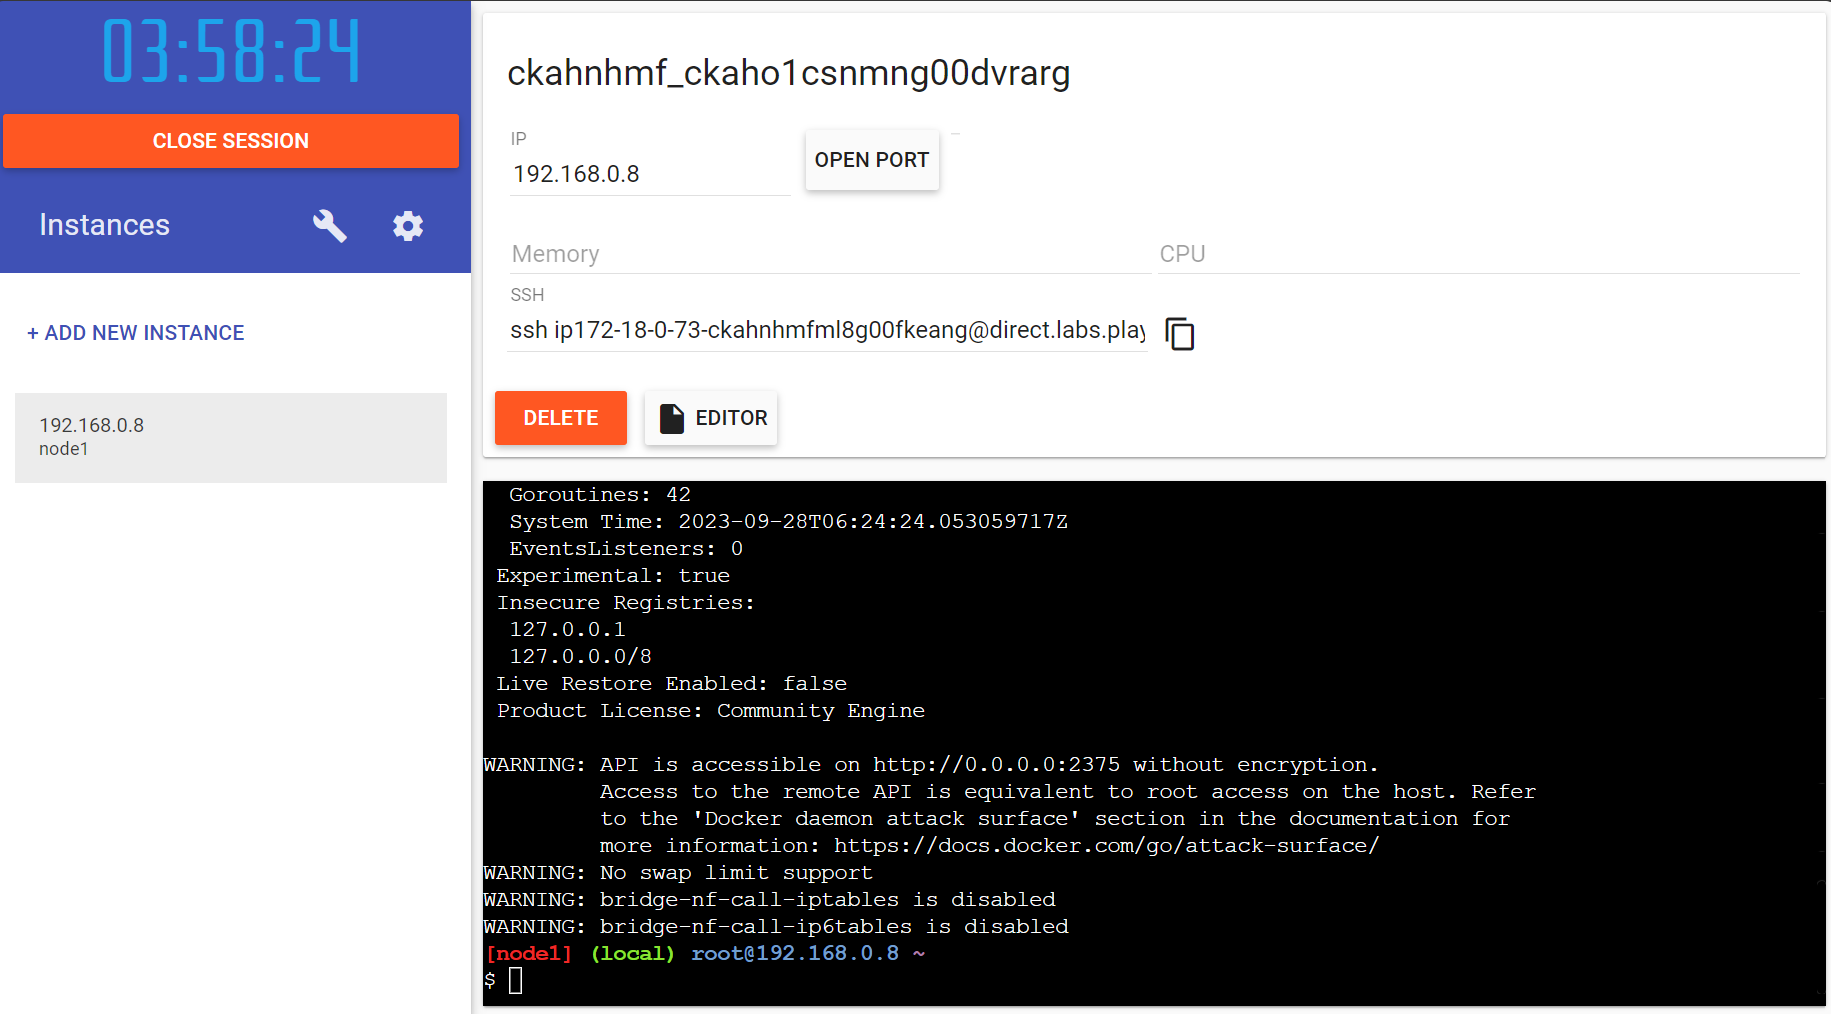 03:58:24
CLOSE SESSION
Instances
+ ADD NEW INSTANCE
192.168.0.8
node1
ckahnhmf_ckaho1csnmng00dvrarg
IP
192.168.0.8
OPEN PORT
Memory
CPU
SSH
ssh ip172-18-0-73-ckahnhmfml8g00fkeang@direct.labs.play
DELETE
EDITOR
Goroutines: 42
System Time: 2023-09-28T06:24:24.053059717Z
EventsListeners: 0
Experimental: true
Insecure Registries:
127.0.0.1
127.0.0.0/8
Live Restore Enabled: false
Product License: Community Engine
WARNING: API is accessible on http://0.0.0.0:2375 without encryption.
Access to the remote API is equivalent to root access on the host. Refer
to the 'Docker daemon attack surface' section in the documentation for
more information: https://docs.docker.com/go/attack-surface/
WARNING: No swap limit support
WARNING: bridge-nf-call-iptables is disabled
WARNING: bridge-nf-call-ip6tables is disabled
[node1] (local) root@192.168.0.8 ~
$